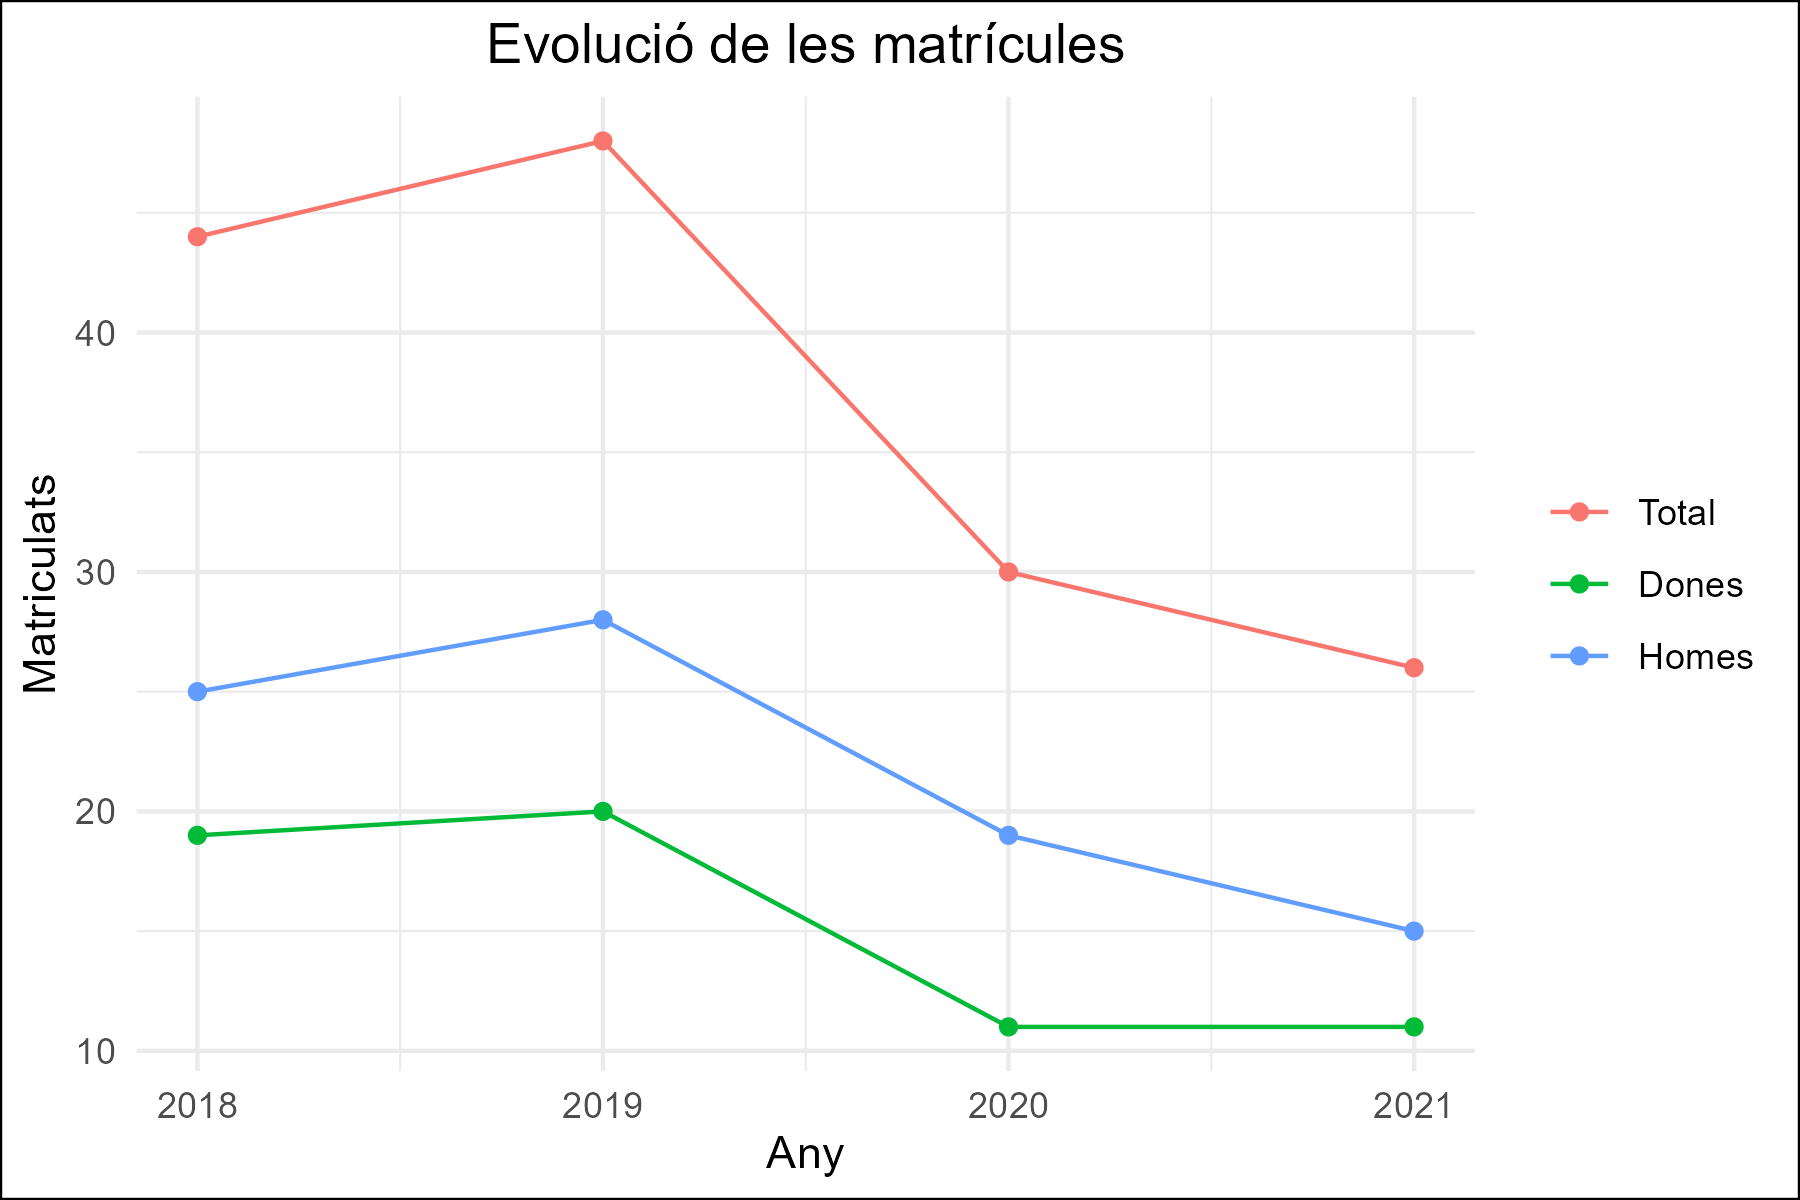 Evolució de les matrícules
Matriculats
40
30
20
10
2018
2019
2020
2021
Any
Total
Dones
Homes